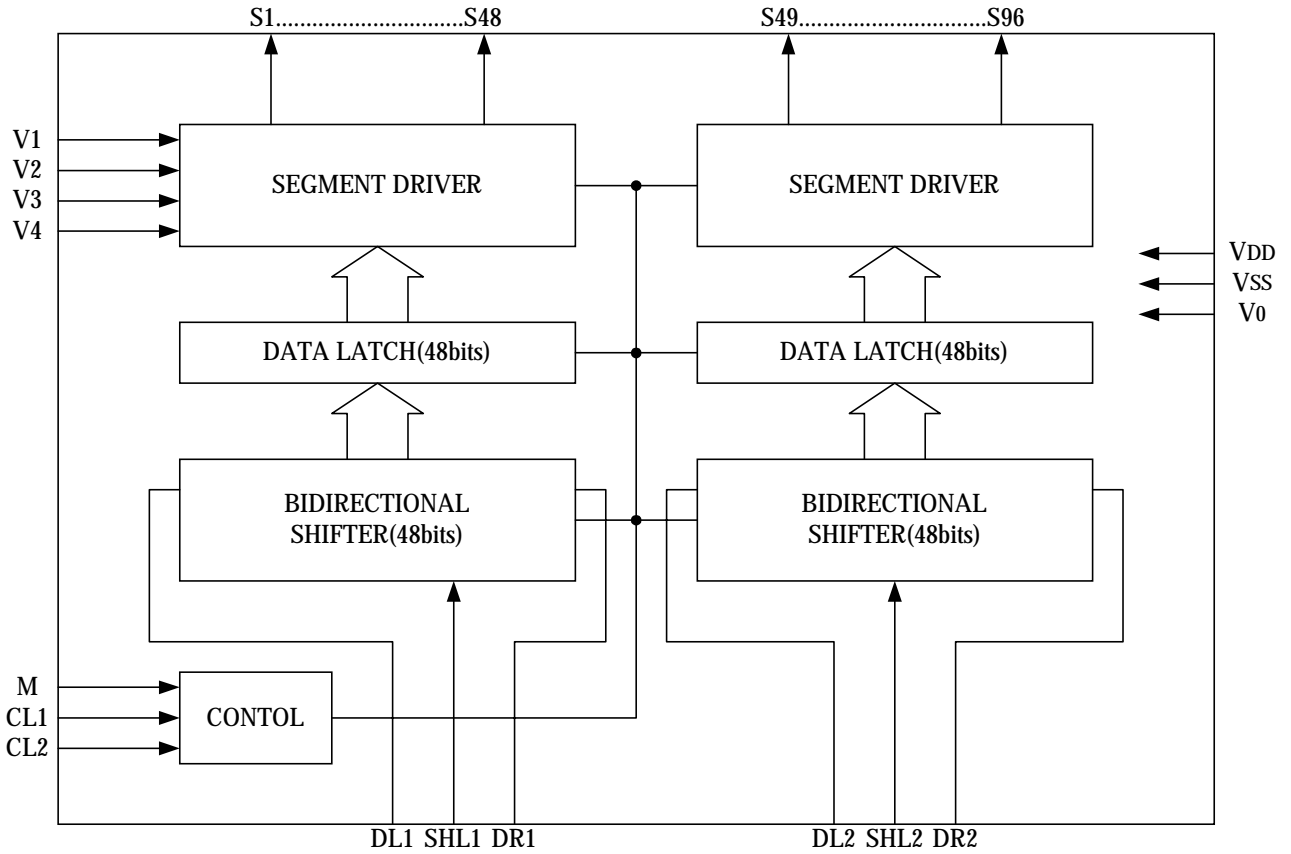 S1..............................S48
S49..............................S96
V1
V2
V3
V4
SEGMENT DRIVER
SEGMENT DRIVER
VDD
VSS
V0
DATA LATCH(48bits)
DATA LATCH(48bits)
BIDIRECTIONAL
SHIFTER(48bits)
BIDIRECTIONAL
SHIFTER(48bits)
M
CL1
CL2
CONTOL
DL1 SHL1 DR1
DL2 SHL2 DR2